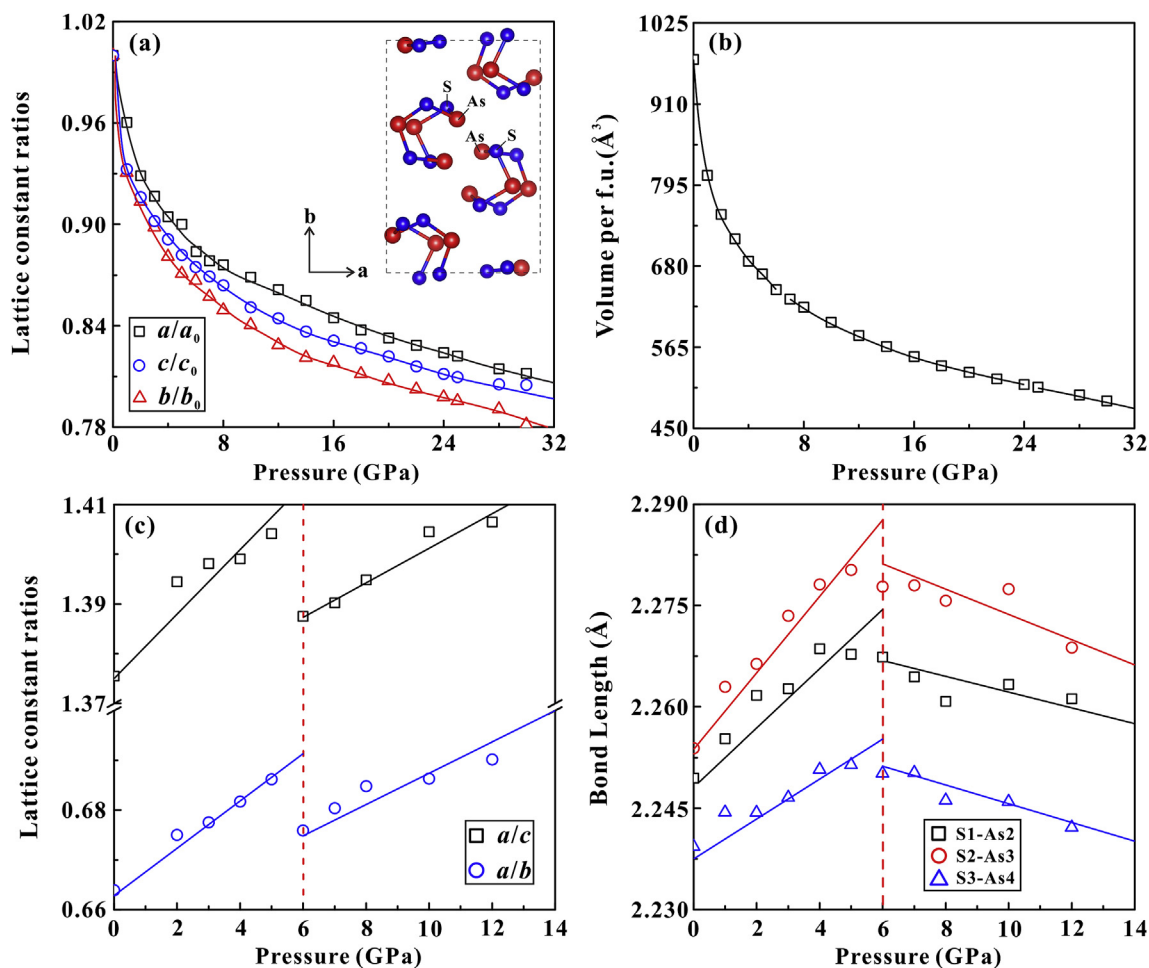 (a)
Lattice constant ratios
1.02
0.96
0.90
0.84
0.78
S
As
As
S
b
a
a/a₀
c/c₀
b/b₀
0 8 16 24 32
Pressure (GPa)
(b)
Volume per f.u.(Å³)
1025
910
795
680
565
450
0 8 16 24 32
Pressure (GPa)
(c)
Lattice constant ratios
1.41
1.39
1.37
0.68
0.66
a/c
a/b
0 2 4 6 8 10 12 14
Pressure (GPa)
(d)
Bond Length (Å)
2.290
2.275
2.260
2.245
2.230
S1-As2
S2-As3
S3-As4
0 2 4 6 8 10 12 14
Pressure (GPa)